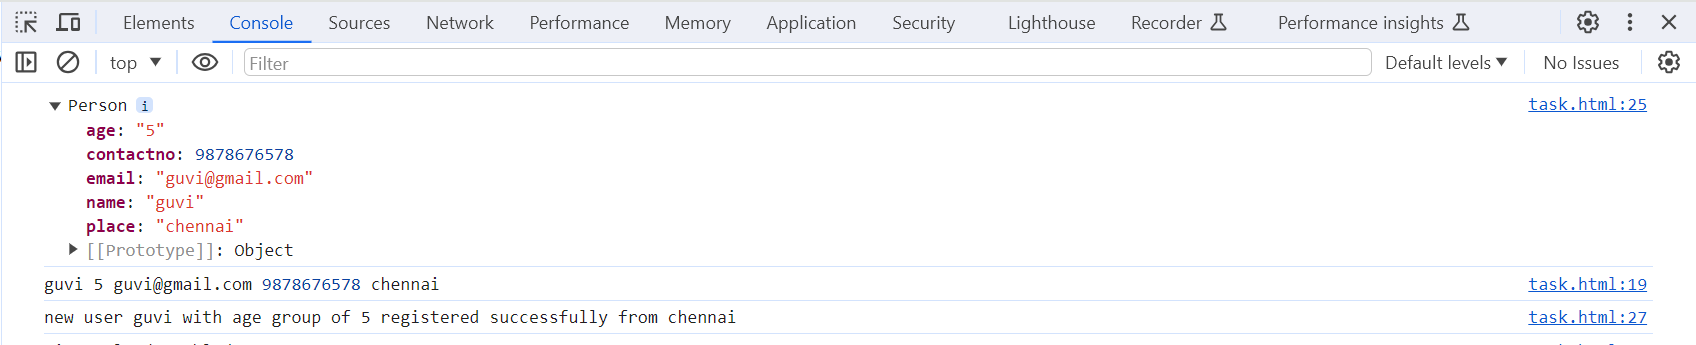 Elements Console Sources Network Performance Memory Application Security Lighthouse Recorder Performance insights
top Filter Default levels No Issues
Person i task.html:25
age: "5"
contactno: 9878676578
email: "guvi@gmail.com"
name: "guvi"
place: "chennai"
[[Prototype]]: Object
guvi 5 guvi@gmail.com 9878676578 chennai task.html:19
new user guvi with age group of 5 registered successfully from chennai task.html:27